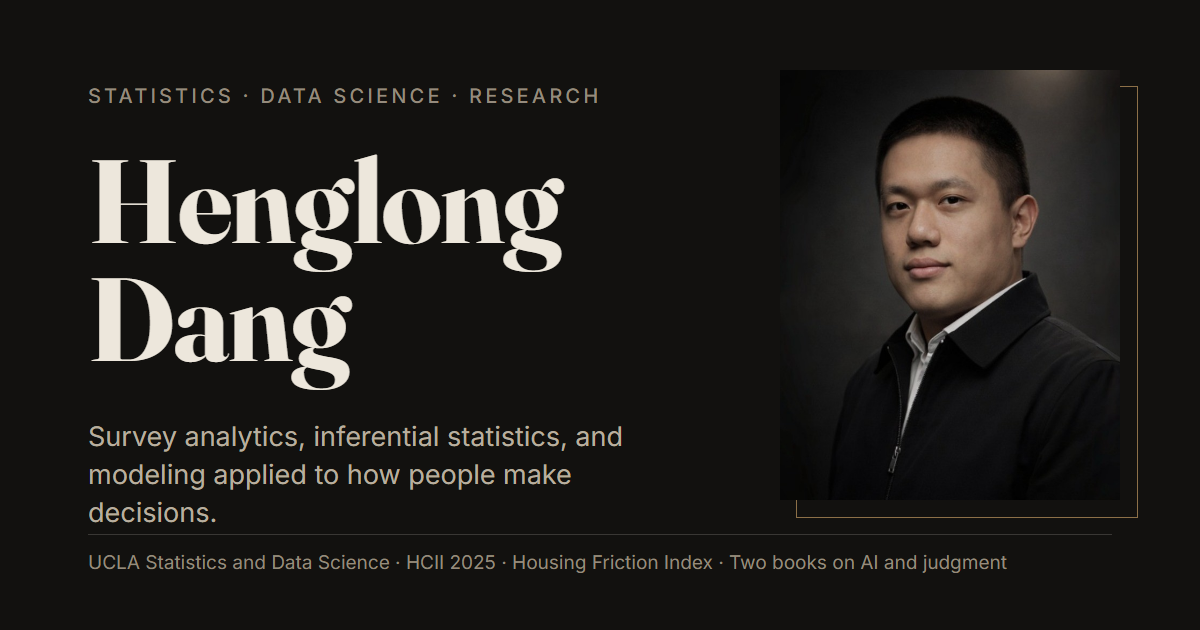 STATISTICS · DATA SCIENCE · RESEARCH
Henglong
Dang
Survey analytics, inferential statistics, and
modeling applied to how people make
decisions.
UCLA Statistics and Data Science · HCII 2025 · Housing Friction Index · Two books on AI and judgment